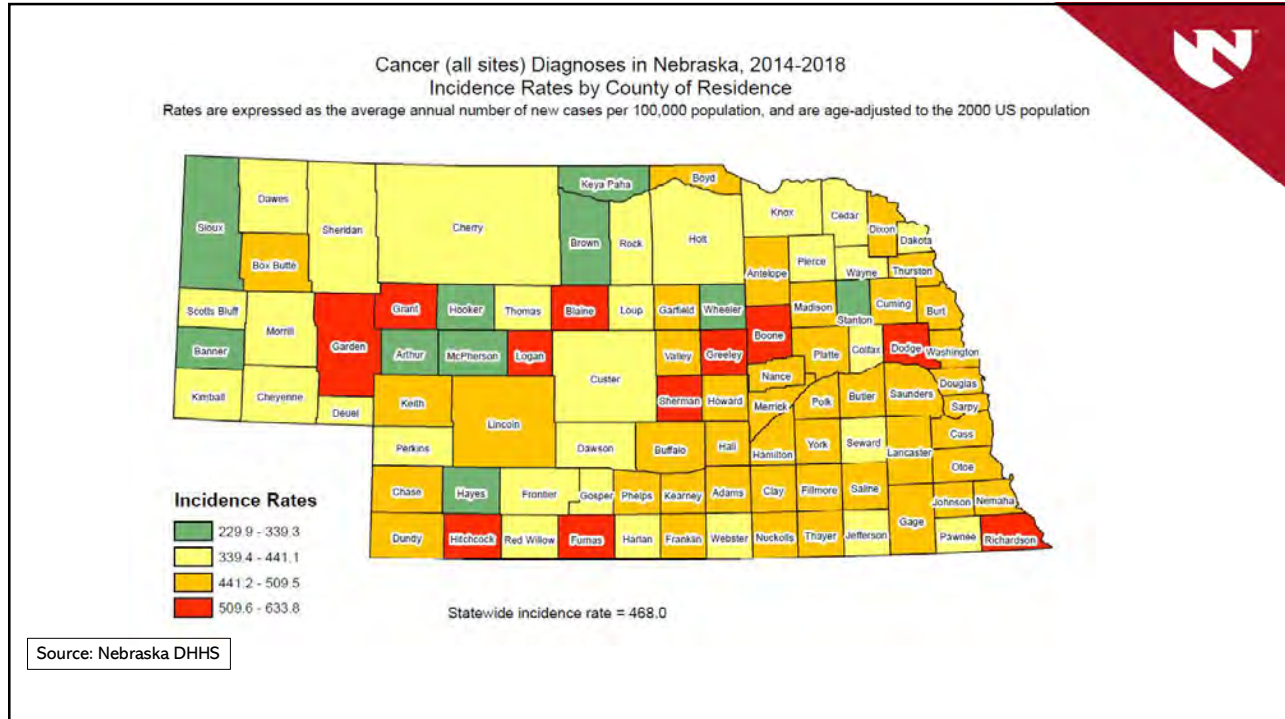 Cancer (all sites) Diagnoses in Nebraska, 2014-2018
Incidence Rates by County of Residence
Rates are expressed as the average annual number of new cases per 100,000 population, and are age-adjusted to the 2000 US population
N
Keya Paha
Boyd
Dawes
Sioux
Sheridan
Cherry
Brown
Rock
Holt
Knox
Cedar
Dixon
Dakota
Box Butte
Antelope
Pierce
Wayne
Thurston
Scotts Bluff
Morrill
Garden
Grant
Hooker
Thomas
Blaine
Loup
Garfield
Wheeler
Boone
Madison
Stanton
Cuming
Burt
Banner
Arthur
McPherson
Logan
Custer
Valley
Greeley
Platte
Colfax
Dodge
Washington
Nance
Kimball
Cheyenne
Deuel
Keith
Lincoln
Sherman
Howard
Merrick
Polk
Butler
Saunders
Douglas
Sarpy
Perkins
Dawson
Buffalo
Hall
Hamilton
York
Seward
Lancaster
Cass
Otoe
Chase
Hayes
Frontier
Gosper
Phelps
Kearney
Adams
Clay
Fillmore
Saline
Gage
Johnson
Nemaha
Dundy
Hitchcock
Red Willow
Furnas
Harlan
Franklin
Webster
Nuckolls
Thayer
Jefferson
Pawnee
Richardson
Incidence Rates
229.9 - 339.3
339.4 - 441.1
441.2 - 509.5
509.6 - 633.8
Statewide incidence rate = 468.0
Source: Nebraska DHHS